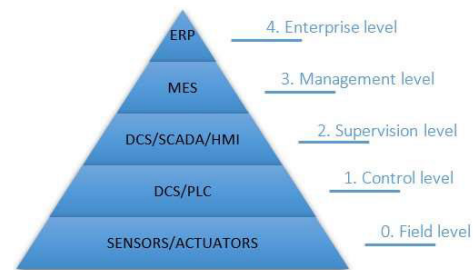 ERP
4. Enterprise level
MES
3. Management level
DCS/SCADA/HMI
2. Supervision level
DCS/PLC
1. Control level
SENSORS/ACTUATORS
0. Field level